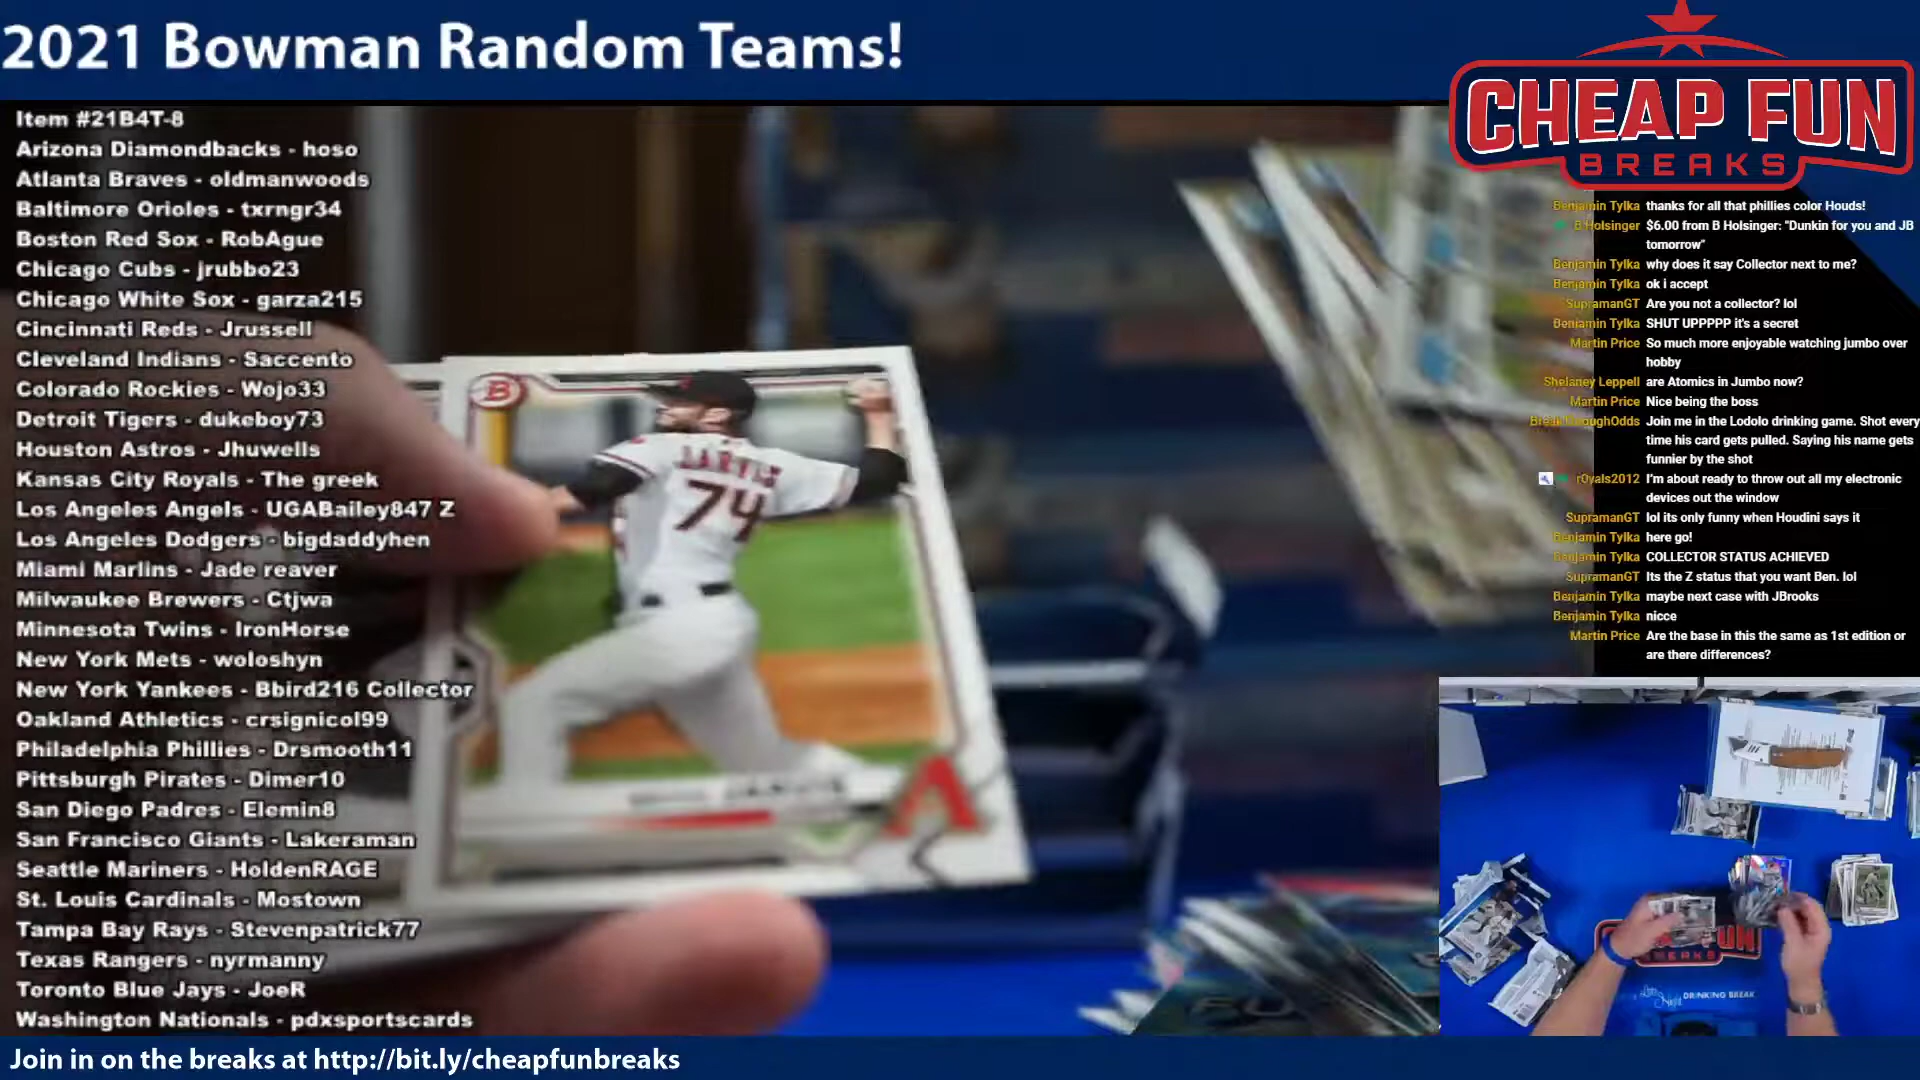 2021 Bowman Random Teams!
CHEAP FUN
BREAKS
Item #21B4T-8
Arizona Diamondbacks - hoso
Atlanta Braves - oldmanwoods
Baltimore Orioles - txrngr34
Boston Red Sox - RobAgue
Chicago Cubs - jrubbo23
Chicago White Sox - garza215
Cincinnati Reds - Jrussell
Cleveland Indians - Saccento
Colorado Rockies - Wojo33
Detroit Tigers - dukeboy73
Houston Astros - Jhuwells
Kansas City Royals - The greek
Los Angeles Angels - UGABailey847 Z
Los Angeles Dodgers - bigdaddyhen
Miami Marlins - Jade reaver
Milwaukee Brewers - Ctjwa
Minnesota Twins - IronHorse
New York Mets - woloshyn
New York Yankees - Bbird216 Collector
Oakland Athletics - crsignicol99
Philadelphia Phillies - Drsmooth11
Pittsburgh Pirates - Dimer10
San Diego Padres - Elemin8
San Francisco Giants - Lakeraman
Seattle Mariners - HoldenRAGE
St. Louis Cardinals - Mostown
Tampa Bay Rays - Stevenpatrick77
Texas Rangers - nyrmanny
Toronto Blue Jays - JoeR
Washington Nationals - pdxsportscards
B
JARVIS
74
JARVIS
A
Benjamin Tylka thanks for all that phillies color Houds!
B Holsinger $6.00 from B Holsinger: "Dunkin for you and JB
tomorrow"
Benjamin Tylka why does it say Collector next to me?
Benjamin Tylka ok i accept
SupramanGT Are you not a collector? lol
Benjamin Tylka SHUT UPPPPP it's a secret
Martin Price So much more enjoyable watching jumbo over
hobby
Shelaney Leppell are Atomics in Jumbo now?
Martin Price Nice being the boss
BreakThoughOdds Join me in the Lodolo drinking game. Shot every
time his card gets pulled. Saying his name gets
funnier by the shot
r0yals2012 I'm about ready to throw out all my electronic
devices out the window
SupramanGT lol its only funny when Houdini says it
Benjamin Tylka here go!
Benjamin Tylka COLLECTOR STATUS ACHIEVED
SupramanGT Its the Z status that you want Ben. lol
Benjamin Tylka maybe next case with JBrooks
Benjamin Tylka nicce
Martin Price Are the base in this the same as 1st edition or
are there differences?
FUN
BREAKS
Late Night DRINKING BREAK
Join in on the breaks at http://bit.ly/cheapfunbreaks